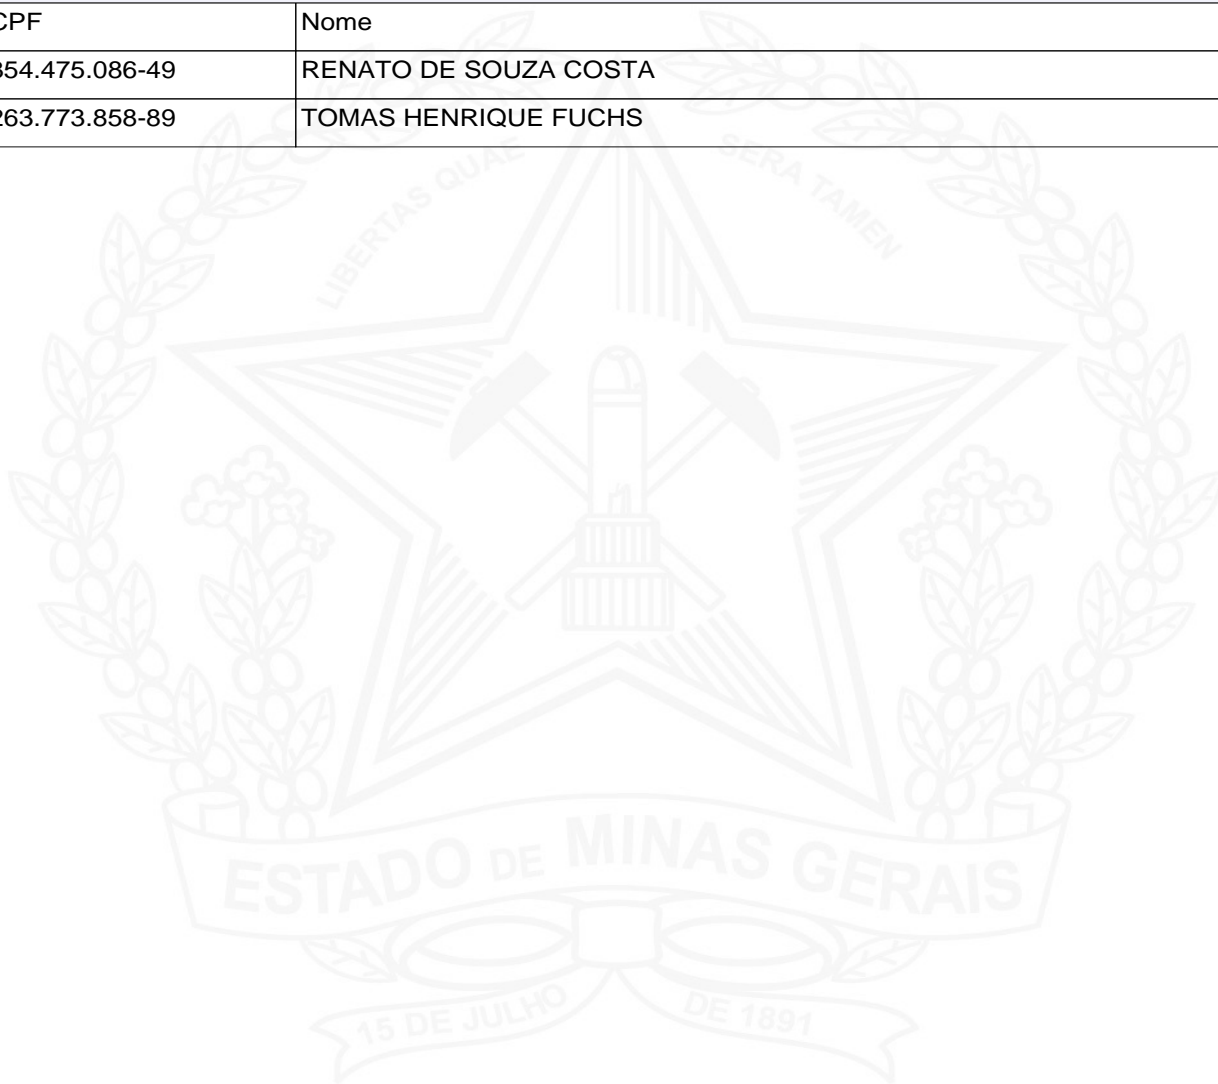 CPF Nome
854.475.086-49 RENATO DE SOUZA COSTA
263.773.858-89 TOMAS HENRIQUE FUCHS
LIBERTAS QUAE SERA TAMEN
ESTADO DE MINAS GERAIS
15 DE JULHO DE 1891